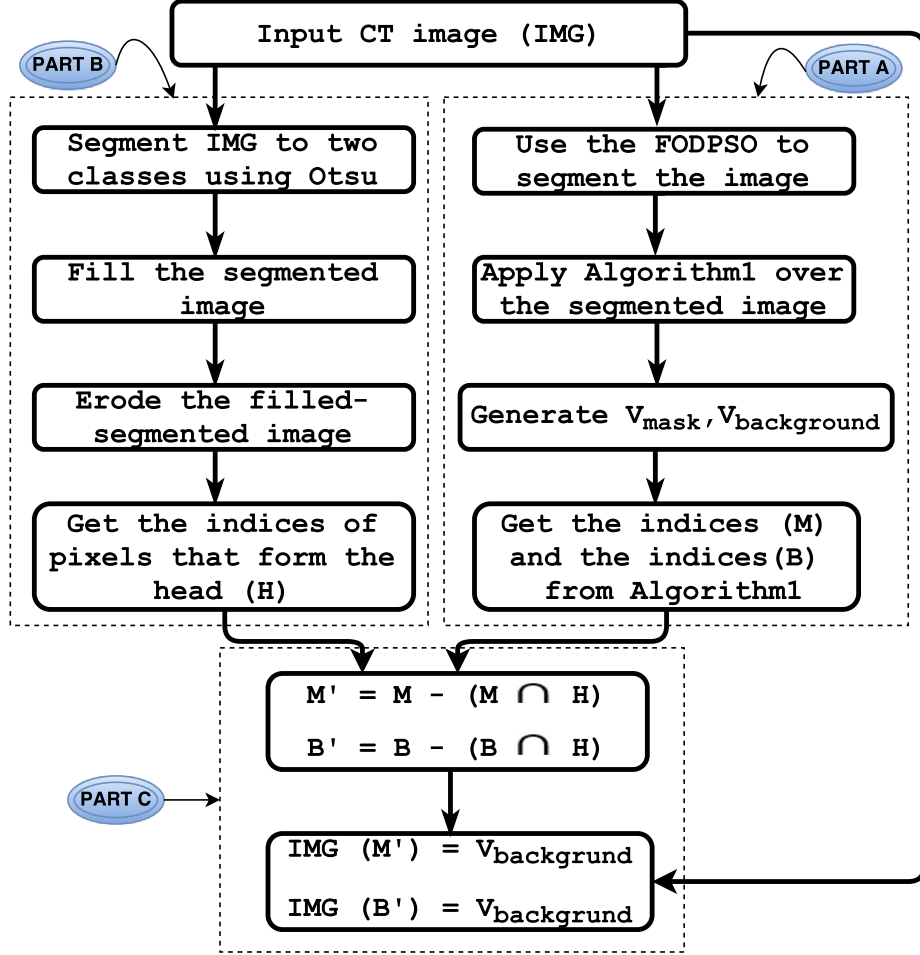 Input CT image (IMG)
PART B
PART A
Segment IMG to two
classes using Otsu
Fill the segmented
image
Erode the filled-
segmented image
Get the indices of
pixels that form the
head (H)
Use the FODPSO to
segment the image
Apply Algorithm1 over
the segmented image
Generate Vmask,Vbackground
Get the indices (M)
and the indices(B)
from Algorithm1
PART C
M' = M - (M ∩ H)
B' = B - (B ∩ H)
IMG (M') = Vbackgrund
IMG (B') = Vbackgrund